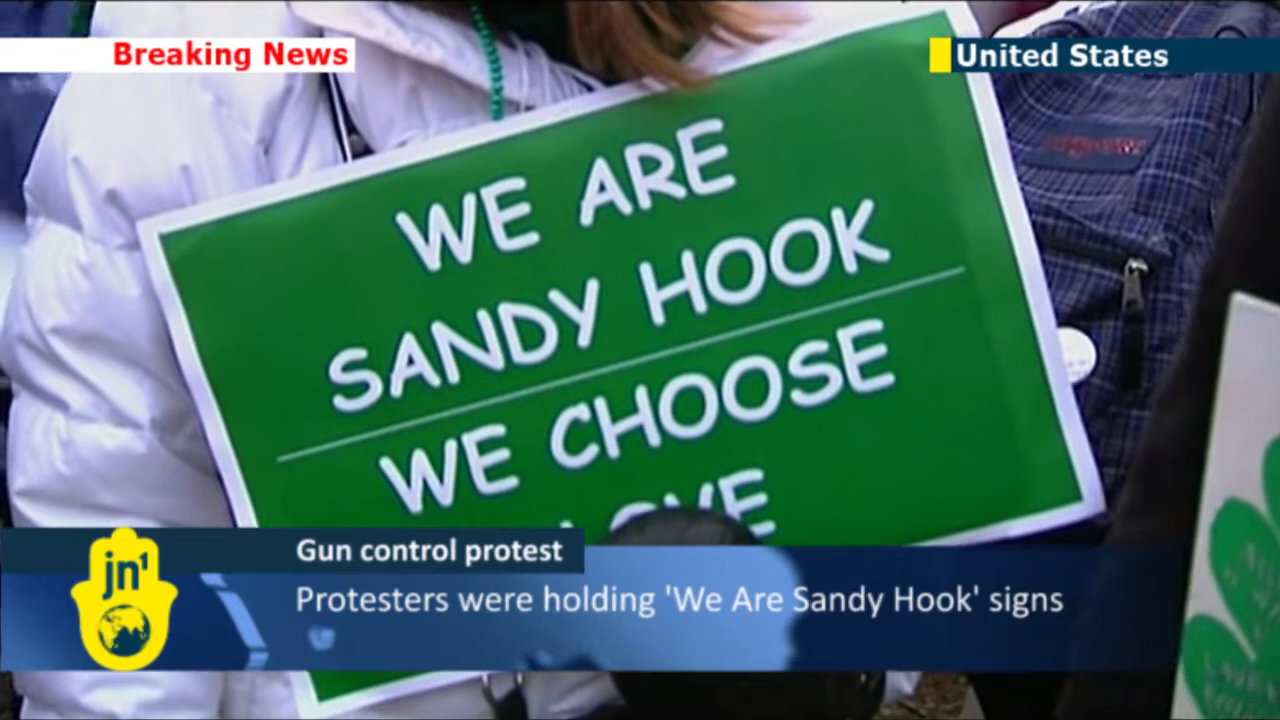 Breaking News
United States
WE ARE
SANDY HOOK
WE CHOOSE
LOVE
Gun control protest
jn1
Protesters were holding 'We Are Sandy Hook' signs